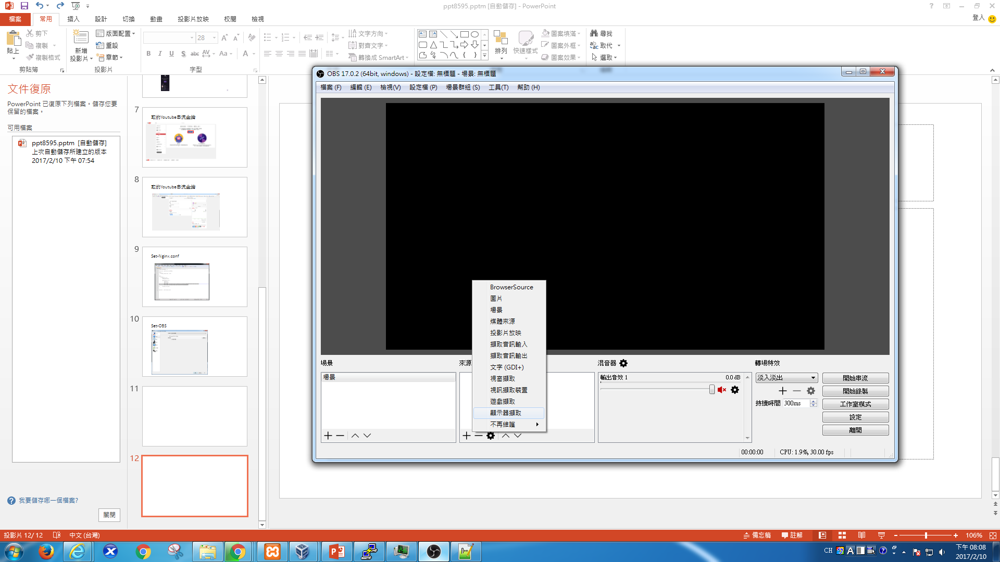 ppt8595.pptm [自動儲存] - PowerPoint
檔案
常用
插入
設計
切換
動畫
投影片放映
校閱
檢視
登入
貼上
剪下
複製
複製格式
剪貼簿
新增
投影片
版面配置
重設
章節
投影片
28
B I U S abc AV Aa A
字型
文字方向
對齊文字
轉換成 SmartArt
排列
快速樣式
圖案填滿
圖案外框
圖案效果
尋找
取代
選取
文件復原
PowerPoint 已復原下列檔案。儲存您要
保留的檔案。
可用檔案
ppt8595.pptm [自動儲存]
上次自動儲存所建立的版本
2017/2/10 下午 07:54
我要儲存哪一個檔案?
關閉
7
取的Youtube串流金鑰
8
取的Youtube串流金鑰
9
Set-Nginx.conf
10
Set-OBS
11
12
OBS 17.0.2 (64bit, windows) - 設定檔: 無標題 - 場景: 無標題
檔案 (F)
編輯 (E)
檢視(V)
設定檔 (P)
場景群組 (S)
工具(T)
幫助 (H)
BrowserSource
圖片
場景
媒體來源
投影片放映
擷取音訊輸入
擷取音訊輸出
文字 (GDI+)
視窗擷取
視訊擷取裝置
遊戲擷取
顯示器擷取
不再維護
場景
場景
來源
混音器
輸出音效 1
0.0 dB
轉場特效
淡入淡出
持續時間
300ms
開始串流
開始錄製
工作室模式
設定
離開
00:00:00
CPU: 1.9%, 30.00 fps
投影片 12/ 12
中文 (台灣)
備忘稿
註解
106%
CH
下午 08:08
2017/2/10